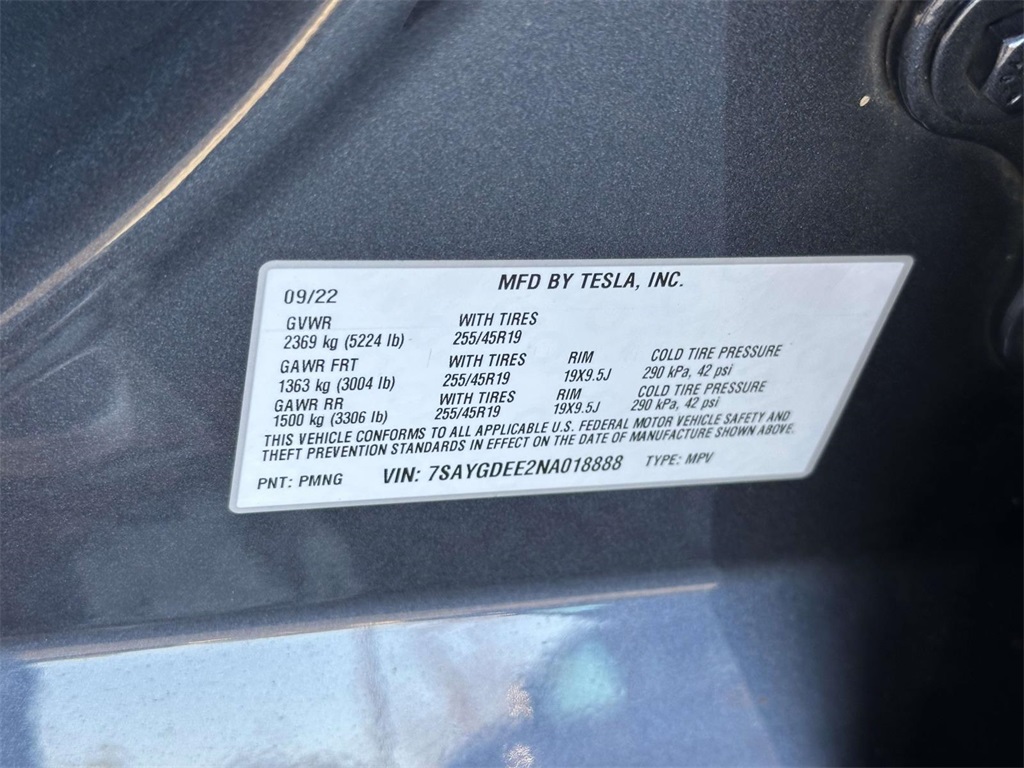 MFD BY TESLA, INC.
09/22
GVWR WITH TIRES
2369 kg (5224 lb) 255/45R19
GAWR FRT WITH TIRES RIM COLD TIRE PRESSURE
1363 kg (3004 lb) 255/45R19 19X9.5J 290 kPa, 42 psi
GAWR RR WITH TIRES RIM COLD TIRE PRESSURE
1500 kg (3306 lb) 255/45R19 19X9.5J 290 kPa, 42 psi
THIS VEHICLE CONFORMS TO ALL APPLICABLE U.S. FEDERAL MOTOR VEHICLE SAFETY AND
THEFT PREVENTION STANDARDS IN EFFECT ON THE DATE OF MANUFACTURE SHOWN ABOVE.
PNT: PMNG VIN: 7SAYGDEE2NA018888 TYPE: MPV